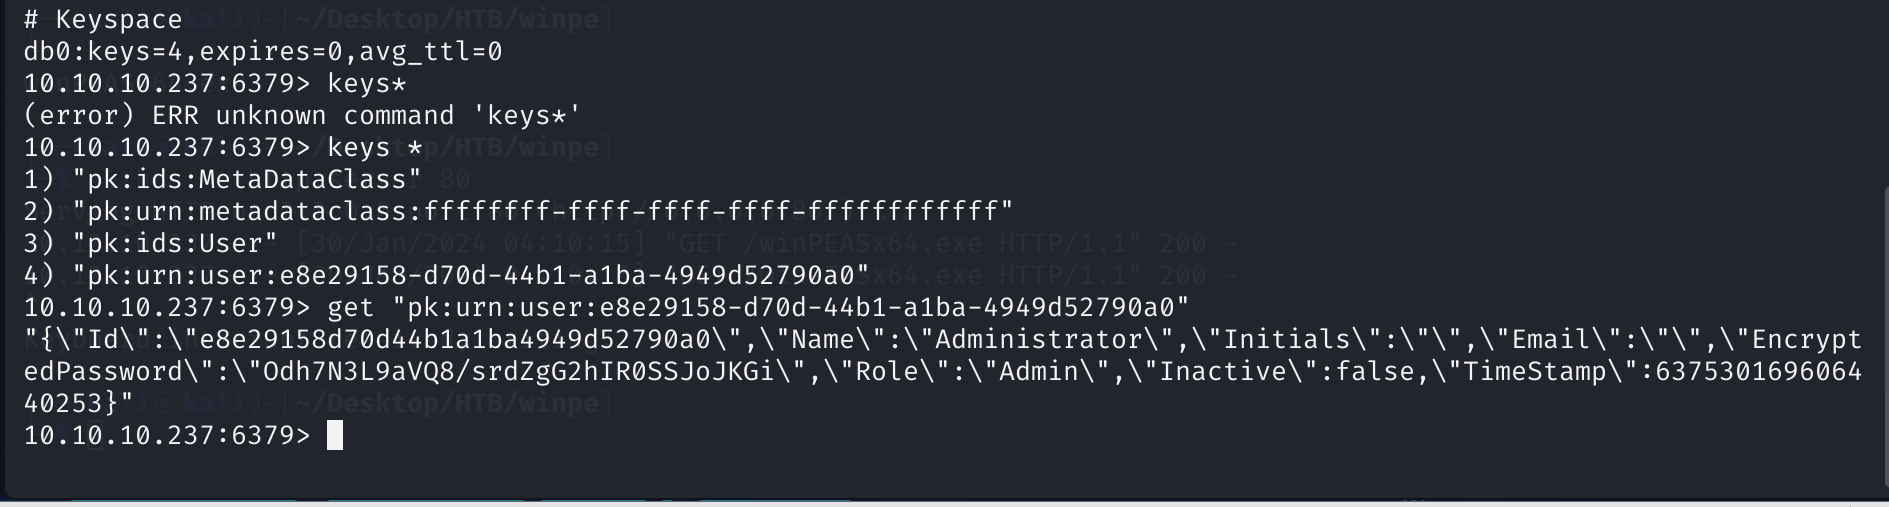 # Keyspace
db0:keys=4,expires=0,avg_ttl=0
10.10.10.237:6379> keys*
(error) ERR unknown command 'keys*'
10.10.10.237:6379> keys *
1) "pk:ids:MetaDataClass"
2) "pk:urn:metadataclass:ffffffff-ffff-ffff-ffff-ffffffffffff"
3) "pk:ids:User"
4) "pk:urn:user:e8e29158-d70d-44b1-a1ba-4949d52790a0"
10.10.10.237:6379> get "pk:urn:user:e8e29158-d70d-44b1-a1ba-4949d52790a0"
"{\"Id\":\"e8e29158d70d44b1a1ba4949d52790a0\",\"Name\":\"Administrator\",\"Initials\":\"\",\"Email\":\"\",\"Encrypt
edPassword\":\"Odh7N3L9aVQ8/srdZgG2hIR0SSJoJKGi\",\"Role\":\"Admin\",\"Inactive\":false,\"TimeStamp\":6375301696064
40253}"
10.10.10.237:6379>